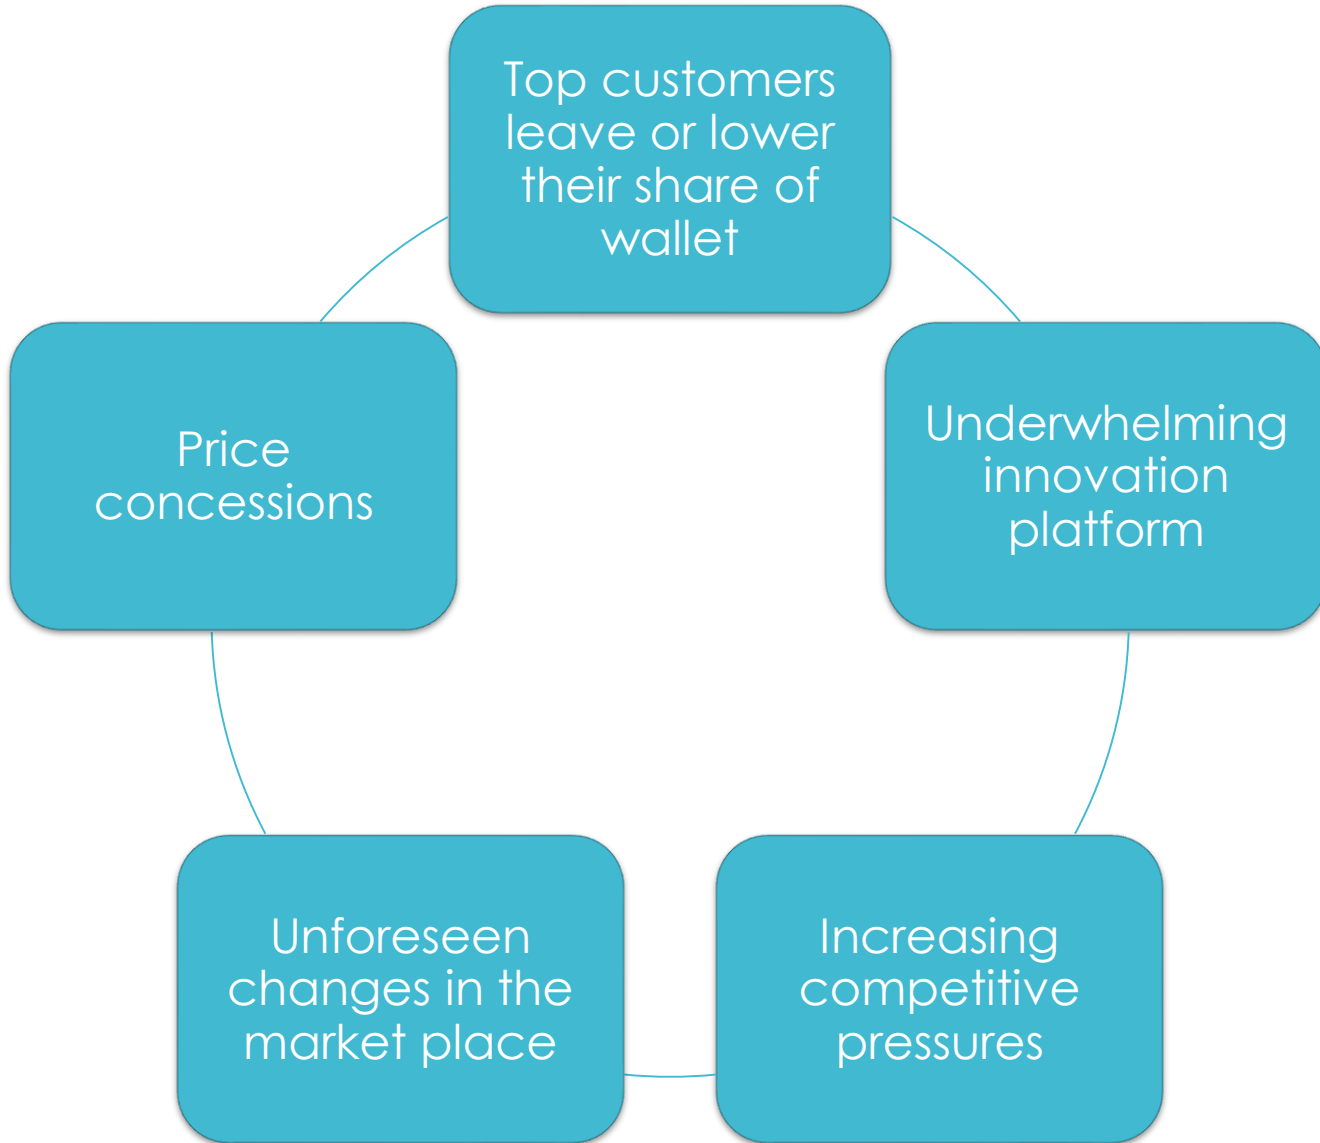 Top customers
leave or lower
their share of
wallet
Underwhelming
innovation
platform
Increasing
competitive
pressures
Unforeseen
changes in the
market place
Price
concessions